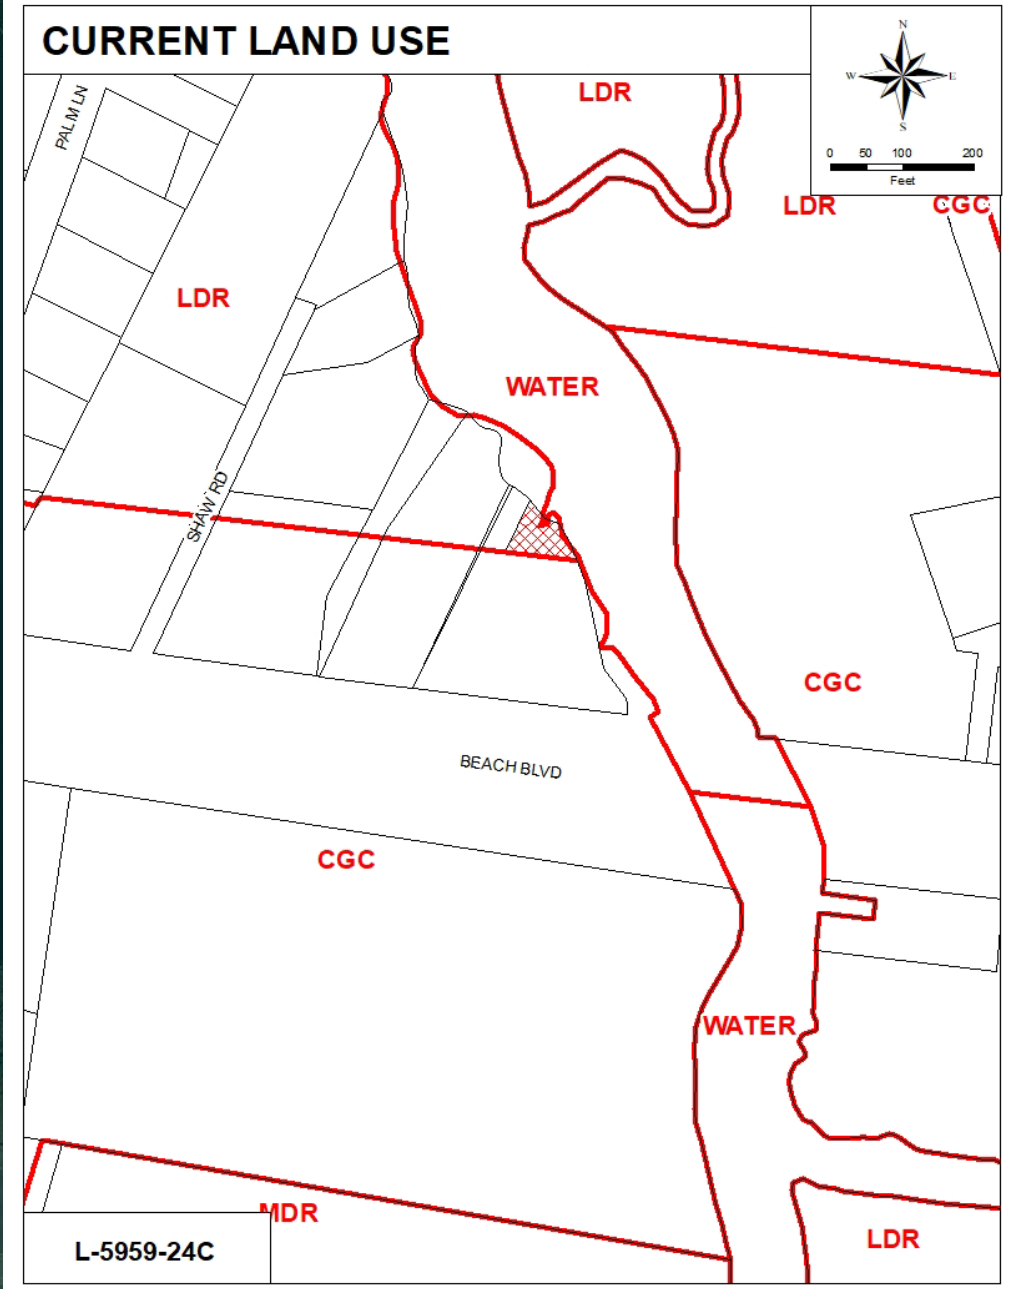 CURRENT LAND USE
N
W E
S
0 50 100 200
Feet
LDR
PALM LN
LDR
CGC
LDR
WATER
SHAW RD
CGC
BEACH BLVD
CGC
WATER
MDR
LDR
L-5959-24C